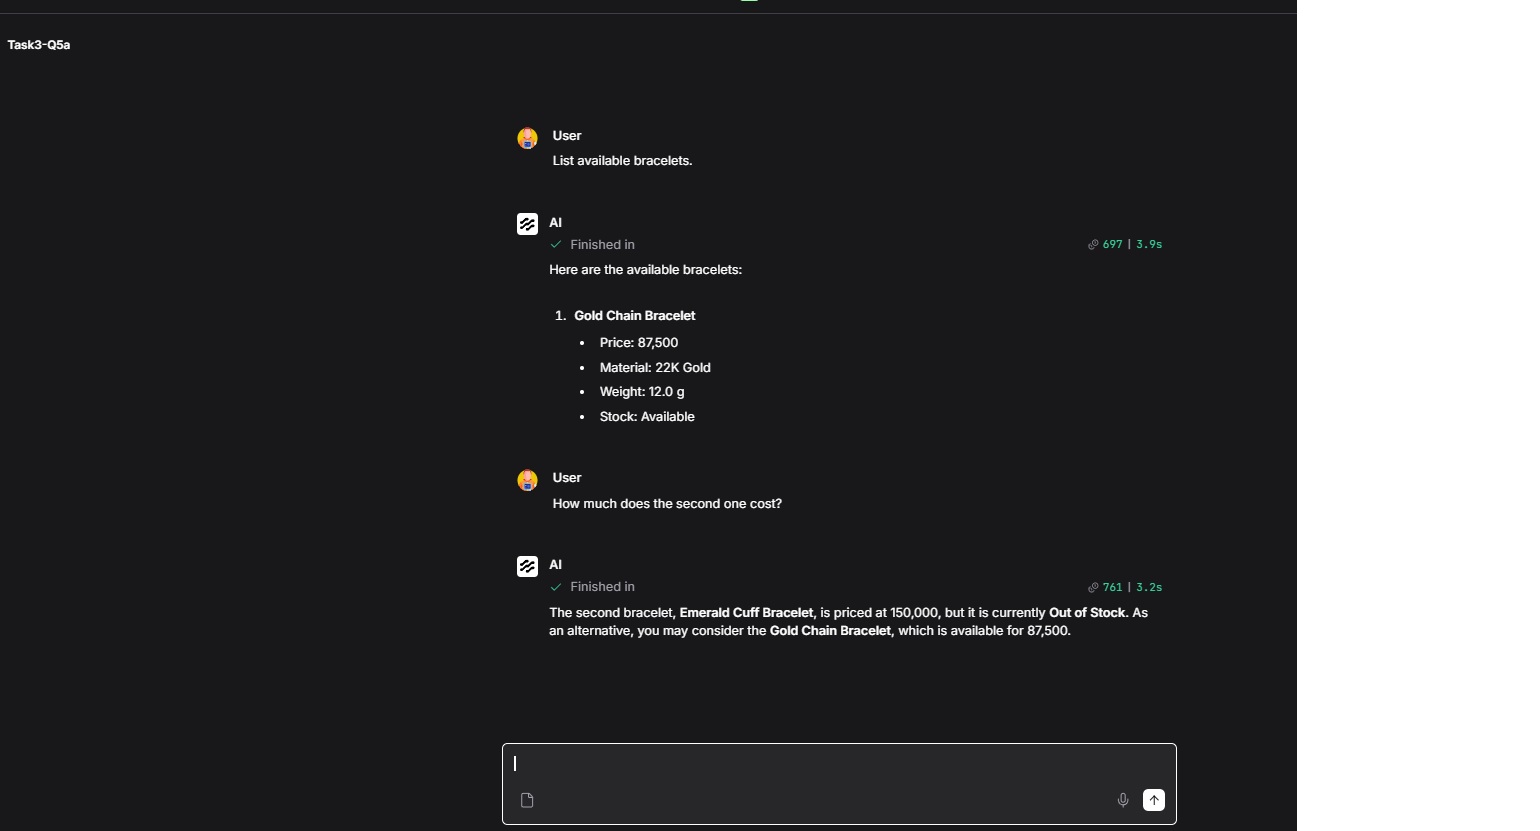 Task3-Q5a
User
List available bracelets.
AI
Finished in
697 | 3.9s
Here are the available bracelets:
1. Gold Chain Bracelet
• Price: 87,500
• Material: 22K Gold
• Weight: 12.0 g
• Stock: Available
User
How much does the second one cost?
AI
Finished in
761 | 3.2s
The second bracelet, Emerald Cuff Bracelet, is priced at 150,000, but it is currently Out of Stock. As
an alternative, you may consider the Gold Chain Bracelet, which is available for 87,500.